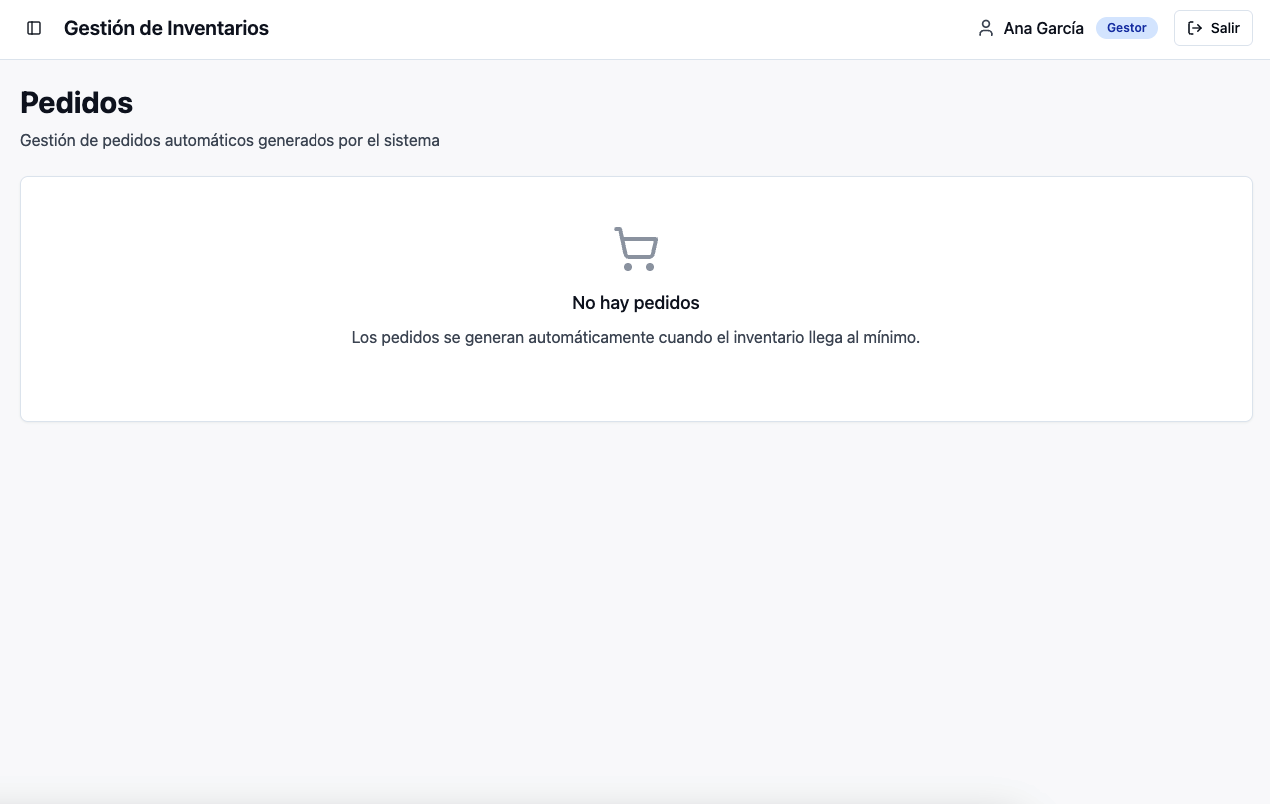 Gestión de Inventarios
Ana García
Gestor
Salir
Pedidos
Gestión de pedidos automáticos generados por el sistema
No hay pedidos
Los pedidos se generan automáticamente cuando el inventario llega al mínimo.